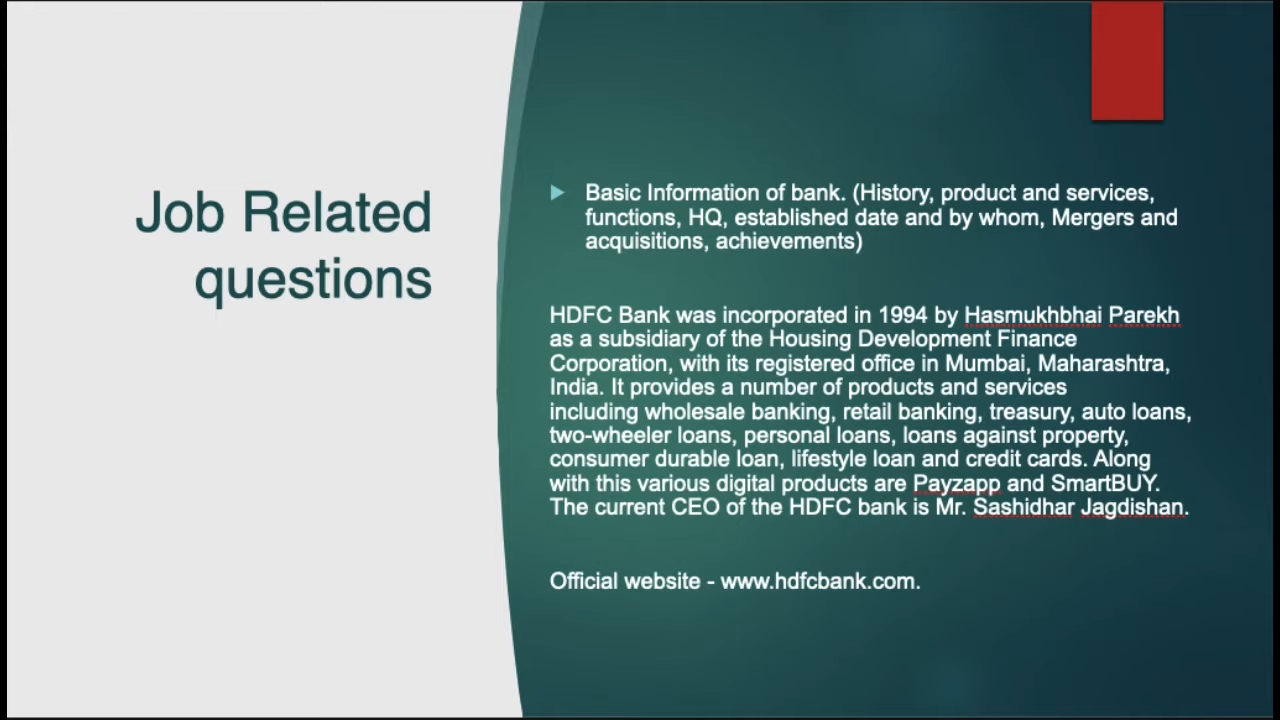 Job Related
questions
Basic Information of bank. (History, product and services,
functions, HQ, established date and by whom, Mergers and
acquisitions, achievements)
HDFC Bank was incorporated in 1994 by Hasmukhbhai Parekh
as a subsidiary of the Housing Development Finance
Corporation, with its registered office in Mumbai, Maharashtra,
India. It provides a number of products and services
including wholesale banking, retail banking, treasury, auto loans,
two-wheeler loans, personal loans, loans against property,
consumer durable loan, lifestyle loan and credit cards. Along
with this various digital products are Payzapp and SmartBUY.
The current CEO of the HDFC bank is Mr. Sashidhar Jagdishan.
Official website - www.hdfcbank.com.